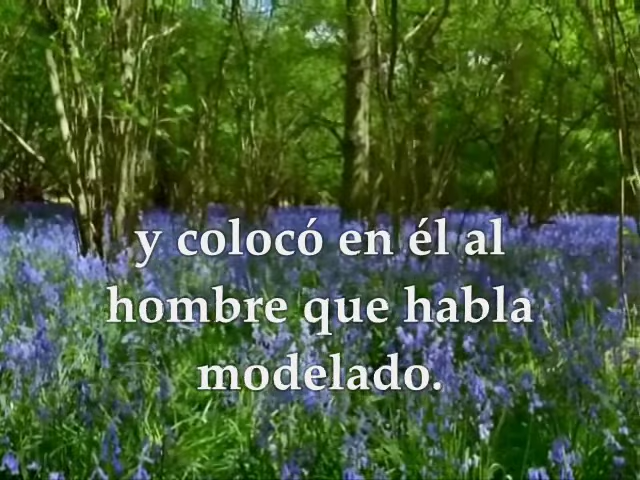 y colocó en él al
hombre que habla
modelado.